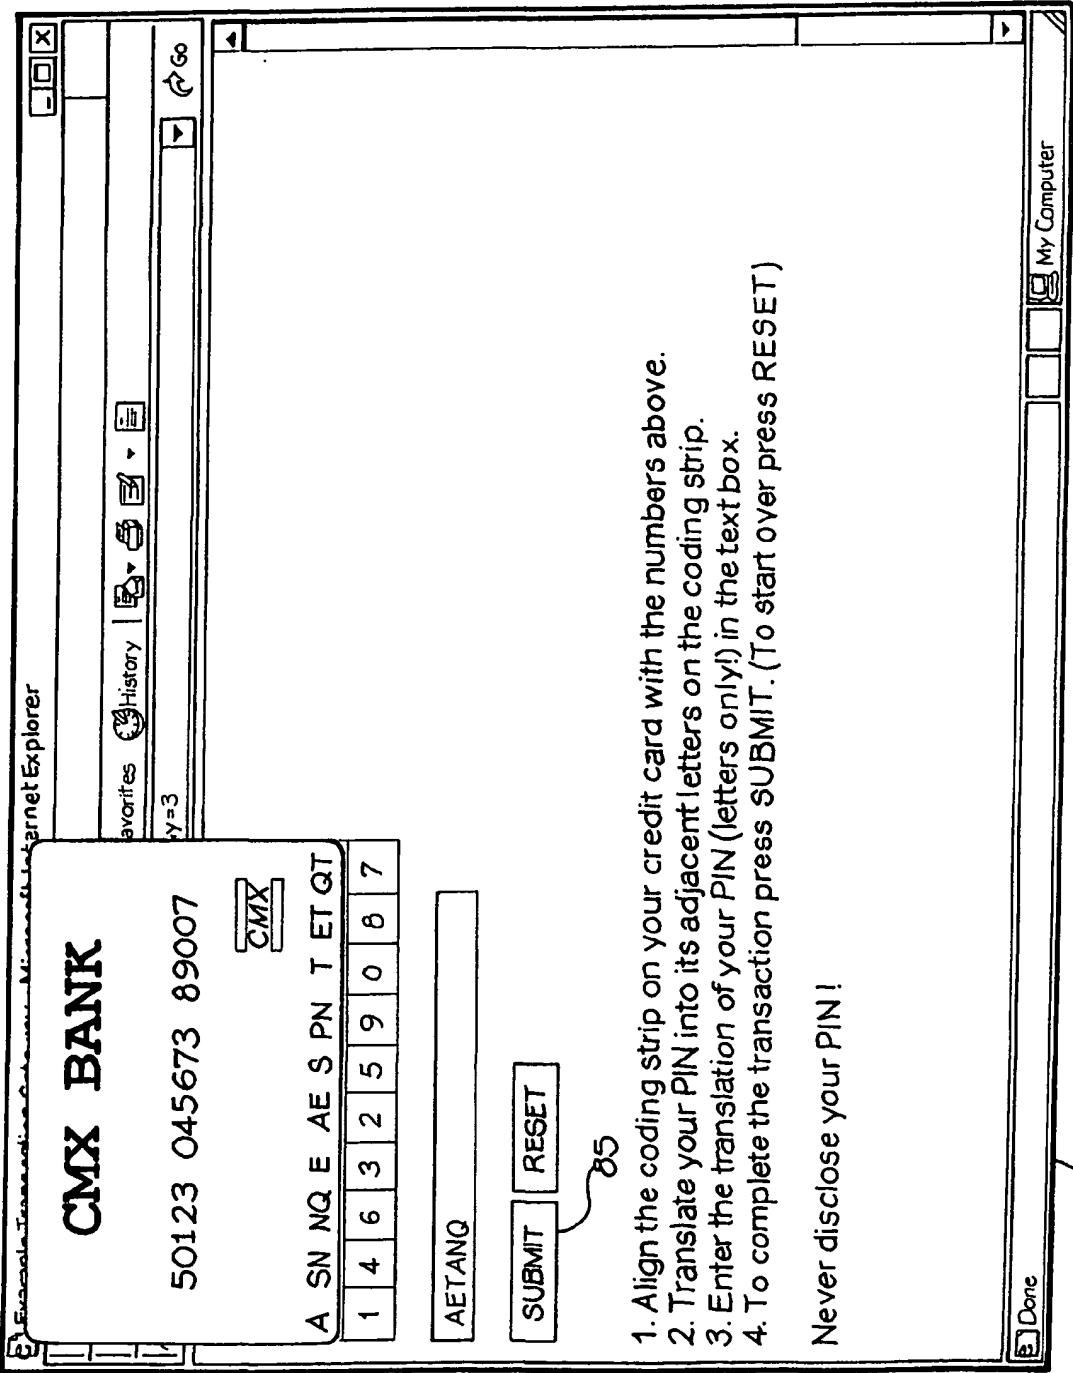 Internet Explorer
avorites History
y=3
Go
CMX BANK
50123 045673 89007
CMX
A SN NQ E AE S PN T ET QT
1 4 6 3 2 5 9 0 8 7
AETANQ
SUBMIT RESET
85
1. Align the coding strip on your credit card with the numbers above.
2. Translate your PIN into its adjacent letters on the coding strip.
3. Enter the translation of your PIN (letters only!) in the text box.
4. To complete the transaction press SUBMIT. (To start over press RESET)
Never disclose your PIN!
Done My Computer